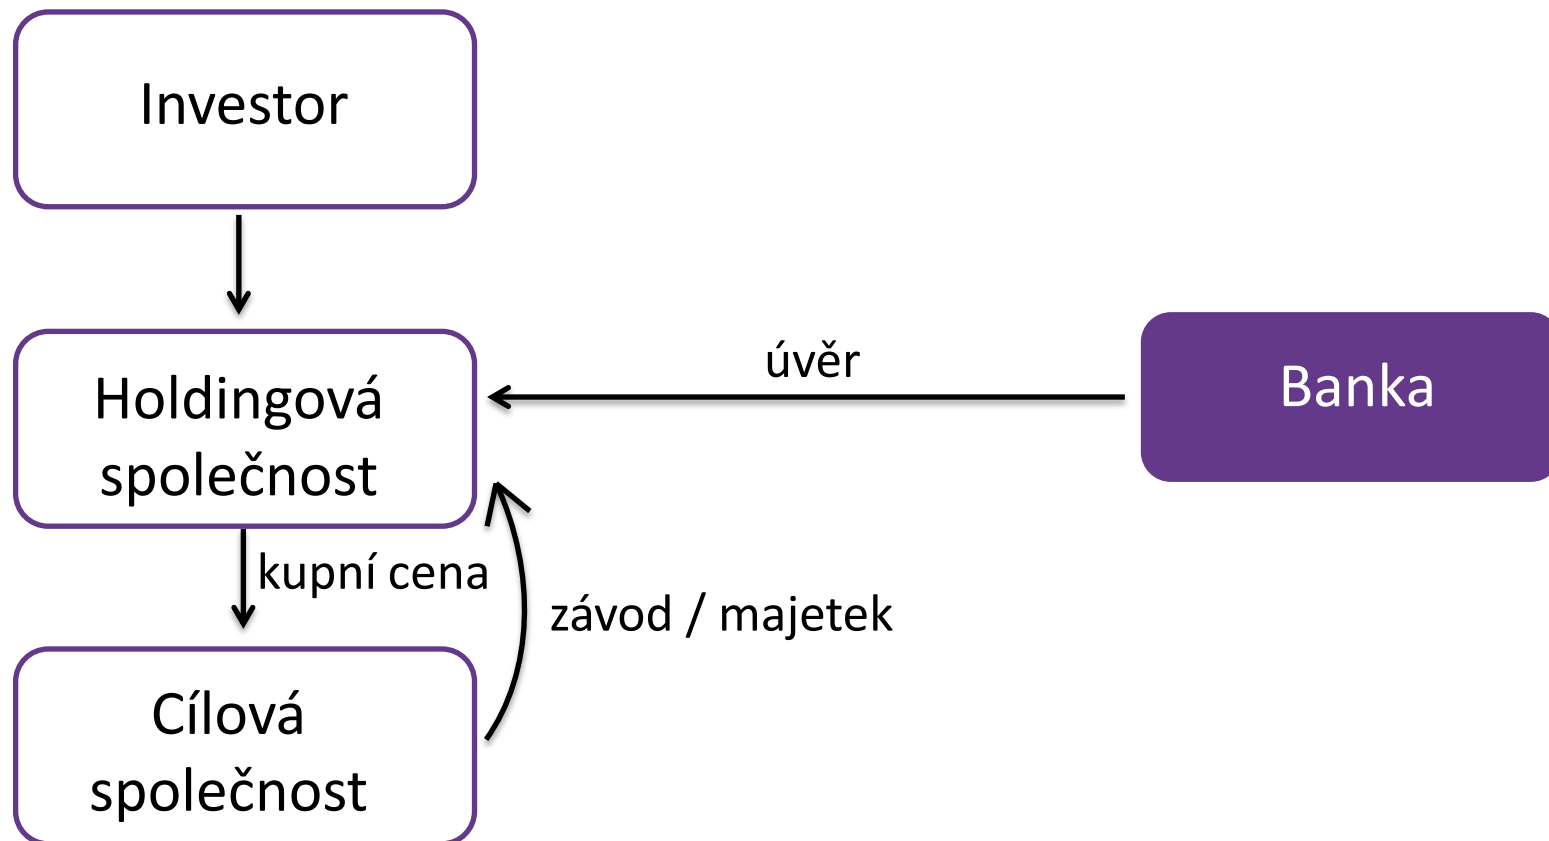 Investor
úvěr
Banka
Holdingová
společnost
kupní cena
závod / majetek
Cílová
společnost